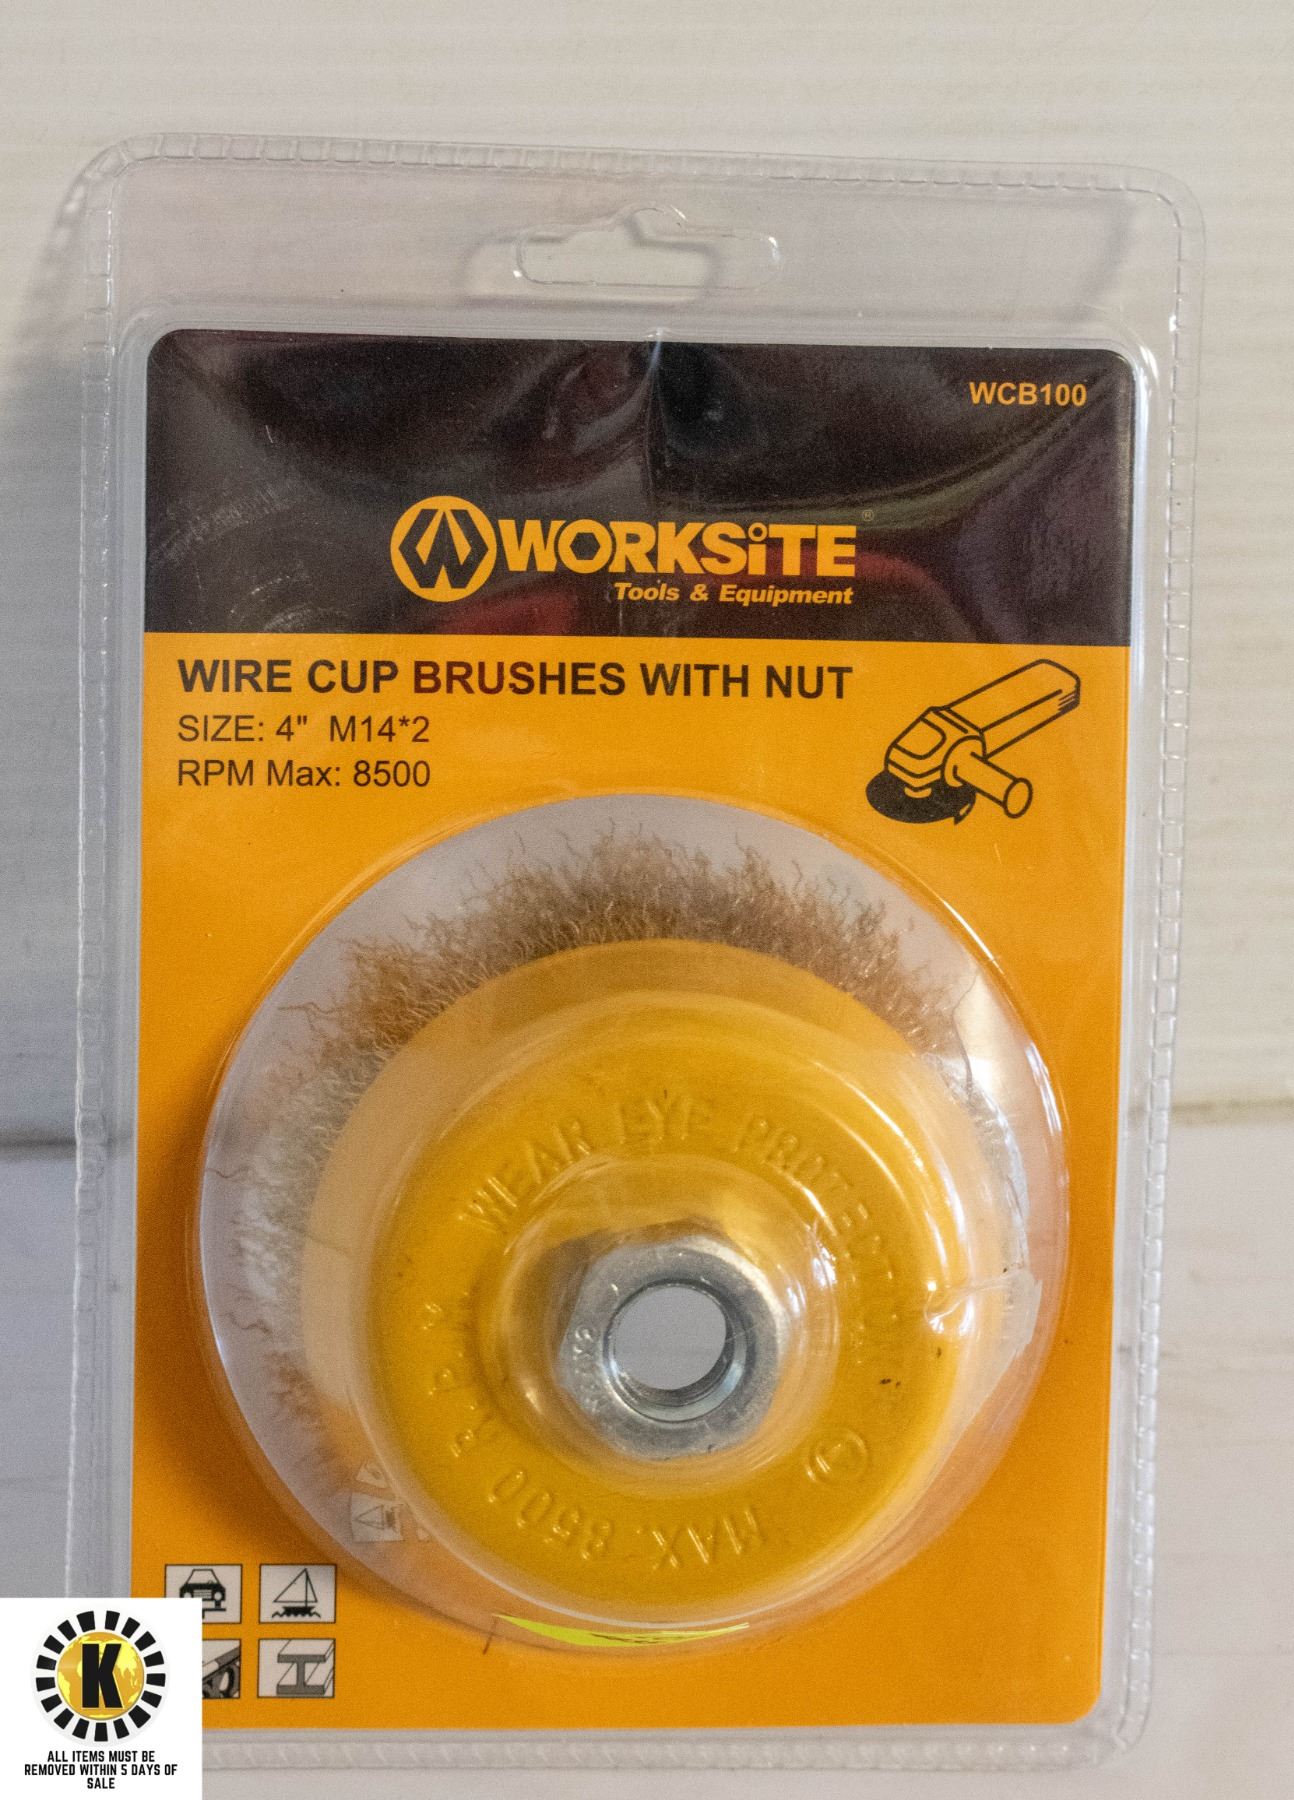 WCB100
WORKSiTE®
Tools & Equipment
WIRE CUP BRUSHES WITH NUT
SIZE: 4" M14*2
RPM Max: 8500
WEAR EYE PROTECTION
MAX. 8500 R.P.M.
K
ALL ITEMS MUST BE
REMOVED WITHIN 5 DAYS OF
SALE